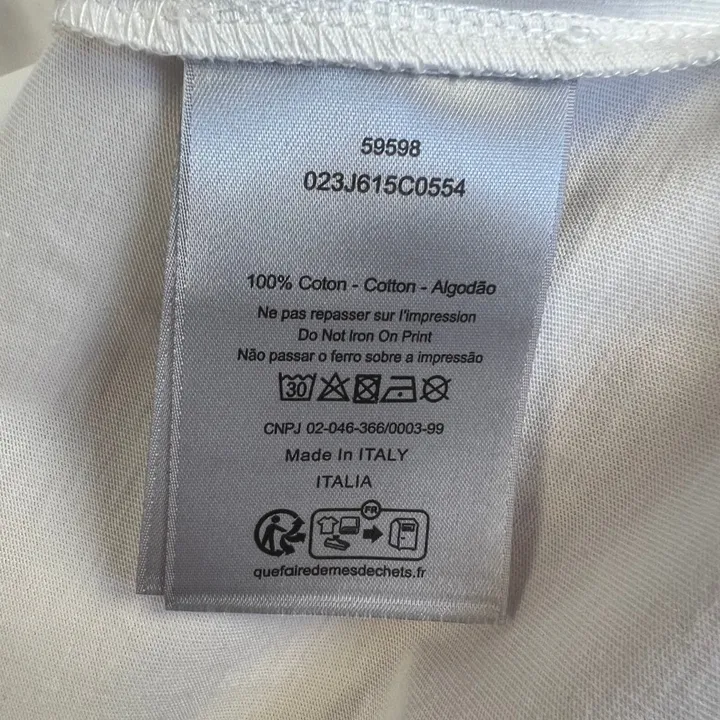 59598
023J615C0554
100% Coton - Cotton - Algodão
Ne pas repasser sur l'impression
Do Not Iron On Print
Não passar o ferro sobre a impressão
30
CNPJ 02-046-366/0003-99
Made In ITALY
ITALIA
FR
quefairedemesdechets.fr